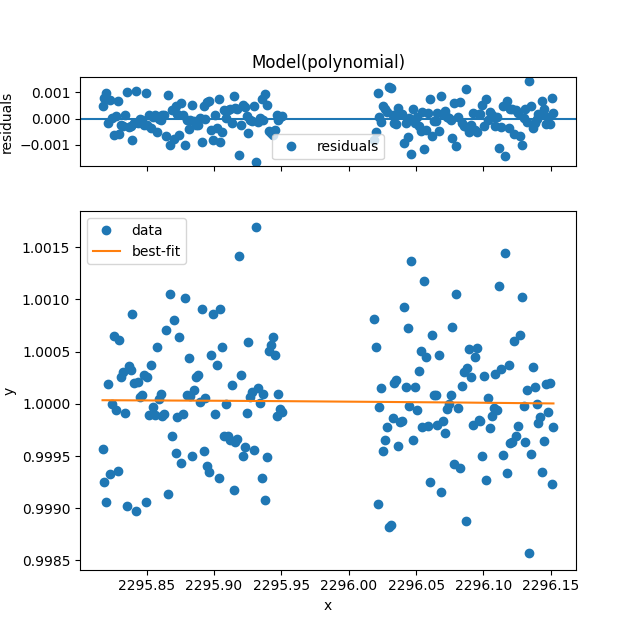 Model(polynomial)
residuals
0.001
0.000
−0.001
residuals
y
1.0015
1.0010
1.0005
1.0000
0.9995
0.9990
0.9985
data
best-fit
2295.85 2295.90 2295.95 2296.00 2296.05 2296.10 2296.15
x